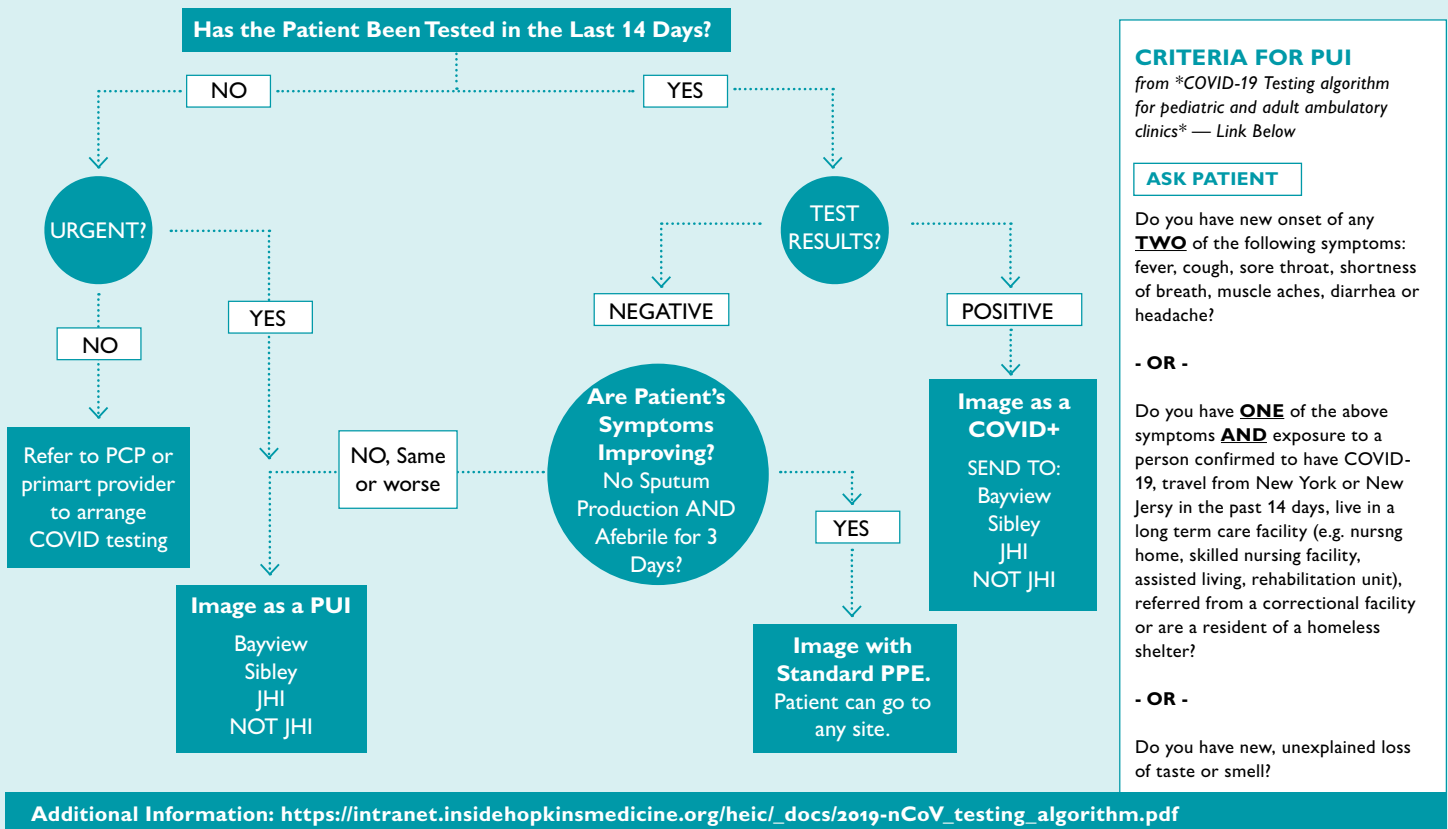 Has the Patient Been Tested in the Last 14 Days?
NO
YES
URGENT?
TEST
RESULTS?
NO
YES
NEGATIVE
POSITIVE
Refer to PCP or
primart provider
to arrange
COVID testing
NO, Same
or worse
Are Patient's
Symptoms
Improving?
No Sputum
Production AND
Afebrile for 3
Days?
YES
Image as a
COVID+
SEND TO:
Bayview
Sibley
JHI
NOT JHI
Image as a PUI
Bayview
Sibley
JHI
NOT JHI
Image with
Standard PPE.
Patient can go to
any site.
CRITERIA FOR PUI
from *COVID-19 Testing algorithm
for pediatric and adult ambulatory
clinics* — Link Below
ASK PATIENT
Do you have new onset of any
TWO of the following symptoms:
fever, cough, sore throat, shortness
of breath, muscle aches, diarrhea or
headache?
- OR -
Do you have ONE of the above
symptoms AND exposure to a
person confirmed to have COVID-
19, travel from New York or New
Jersy in the past 14 days, live in a
long term care facility (e.g. nursng
home, skilled nursing facility,
assisted living, rehabilitation unit),
referred from a correctional facility
or are a resident of a homeless
shelter?
- OR -
Do you have new, unexplained loss
of taste or smell?
Additional Information: https://intranet.insidehopkinsmedicine.org/heic/_docs/2019-nCoV_testing_algorithm.pdf